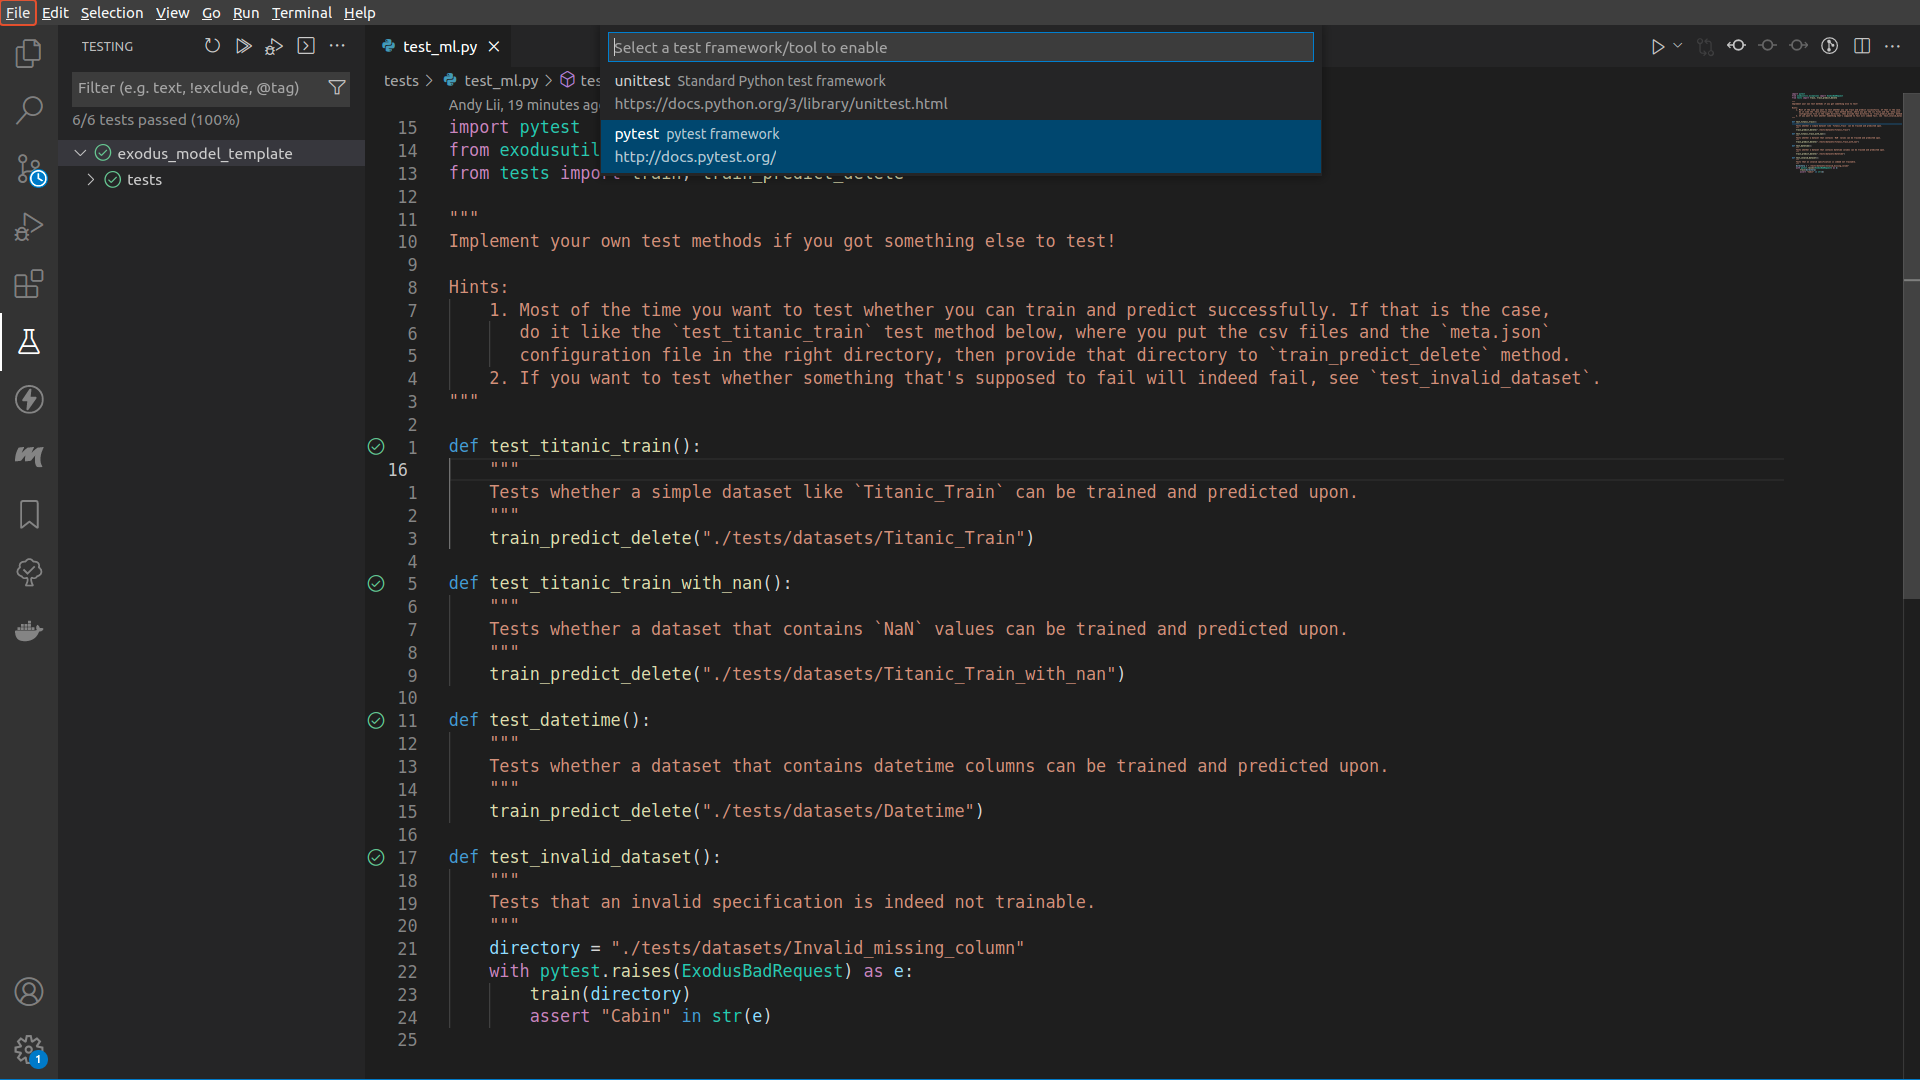 File Edit Selection View Go Run Terminal Help
TESTING
Filter (e.g. text, !exclude, @tag)
6/6 tests passed (100%)
exodus_model_template
tests
1
test_ml.py
Select a test framework/tool to enable
unittest Standard Python test framework
https://docs.python.org/3/library/unittest.html
pytest pytest framework
http://docs.pytest.org/
tests > test_ml.py > tes
Andy Lii, 19 minutes ago
15 import pytest
14 from exodusutil
13 from tests import train, train_predict_delete
12
11 """
10 Implement your own test methods if you got something else to test!
9
8 Hints:
7 1. Most of the time you want to test whether you can train and predict successfully. If that is the case,
6 do it like the `test_titanic_train` test method below, where you put the csv files and the `meta.json`
5 configuration file in the right directory, then provide that directory to `train_predict_delete` method.
4 2. If you want to test whether something that's supposed to fail will indeed fail, see `test_invalid_dataset`.
3 """
2
1 def test_titanic_train():
16 """
1 Tests whether a simple dataset like `Titanic_Train` can be trained and predicted upon.
2 """
3 train_predict_delete("./tests/datasets/Titanic_Train")
4
5 def test_titanic_train_with_nan():
6 """
7 Tests whether a dataset that contains `NaN` values can be trained and predicted upon.
8 """
9 train_predict_delete("./tests/datasets/Titanic_Train_with_nan")
10
11 def test_datetime():
12 """
13 Tests whether a dataset that contains datetime columns can be trained and predicted upon.
14 """
15 train_predict_delete("./tests/datasets/Datetime")
16
17 def test_invalid_dataset():
18 """
19 Tests that an invalid specification is indeed not trainable.
20 """
21 directory = "./tests/datasets/Invalid_missing_column"
22 with pytest.raises(ExodusBadRequest) as e:
23 train(directory)
24 assert "Cabin" in str(e)
25